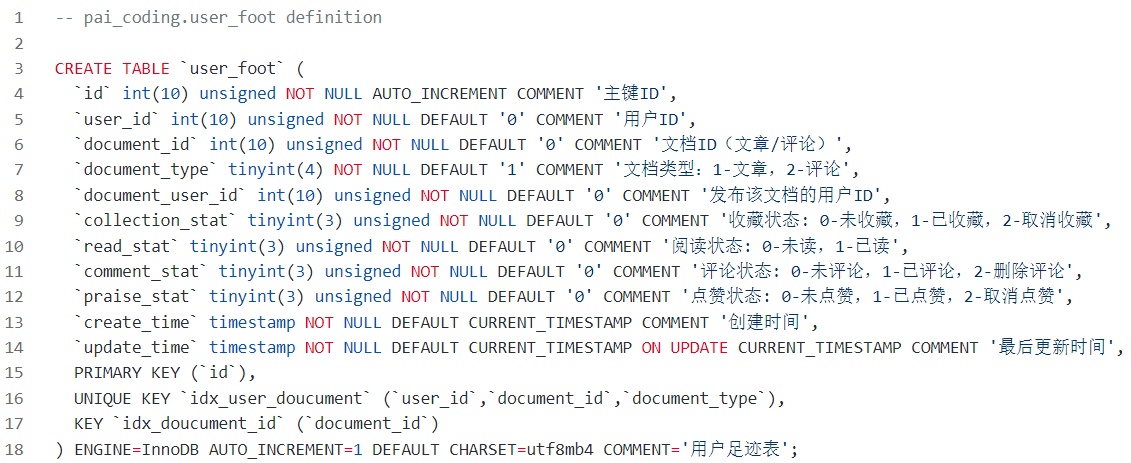 1 -- pai_coding.user_foot definition
2
3 CREATE TABLE `user_foot` (
4 `id` int(10) unsigned NOT NULL AUTO_INCREMENT COMMENT '主键ID',
5 `user_id` int(10) unsigned NOT NULL DEFAULT '0' COMMENT '用户ID',
6 `document_id` int(10) unsigned NOT NULL DEFAULT '0' COMMENT '文档ID（文章/评论）',
7 `document_type` tinyint(4) NOT NULL DEFAULT '1' COMMENT '文档类型：1-文章，2-评论',
8 `document_user_id` int(10) unsigned NOT NULL DEFAULT '0' COMMENT '发布该文档的用户ID',
9 `collection_stat` tinyint(3) unsigned NOT NULL DEFAULT '0' COMMENT '收藏状态: 0-未收藏，1-已收藏，2-取消收藏',
10 `read_stat` tinyint(3) unsigned NOT NULL DEFAULT '0' COMMENT '阅读状态: 0-未读，1-已读',
11 `comment_stat` tinyint(3) unsigned NOT NULL DEFAULT '0' COMMENT '评论状态: 0-未评论，1-已评论，2-删除评论',
12 `praise_stat` tinyint(3) unsigned NOT NULL DEFAULT '0' COMMENT '点赞状态: 0-未点赞，1-已点赞，2-取消点赞',
13 `create_time` timestamp NOT NULL DEFAULT CURRENT_TIMESTAMP COMMENT '创建时间',
14 `update_time` timestamp NOT NULL DEFAULT CURRENT_TIMESTAMP ON UPDATE CURRENT_TIMESTAMP COMMENT '最后更新时间',
15 PRIMARY KEY (`id`),
16 UNIQUE KEY `idx_user_doucument` (`user_id`,`document_id`,`document_type`),
17 KEY `idx_doucument_id` (`document_id`)
18 ) ENGINE=InnoDB AUTO_INCREMENT=1 DEFAULT CHARSET=utf8mb4 COMMENT='用户足迹表';